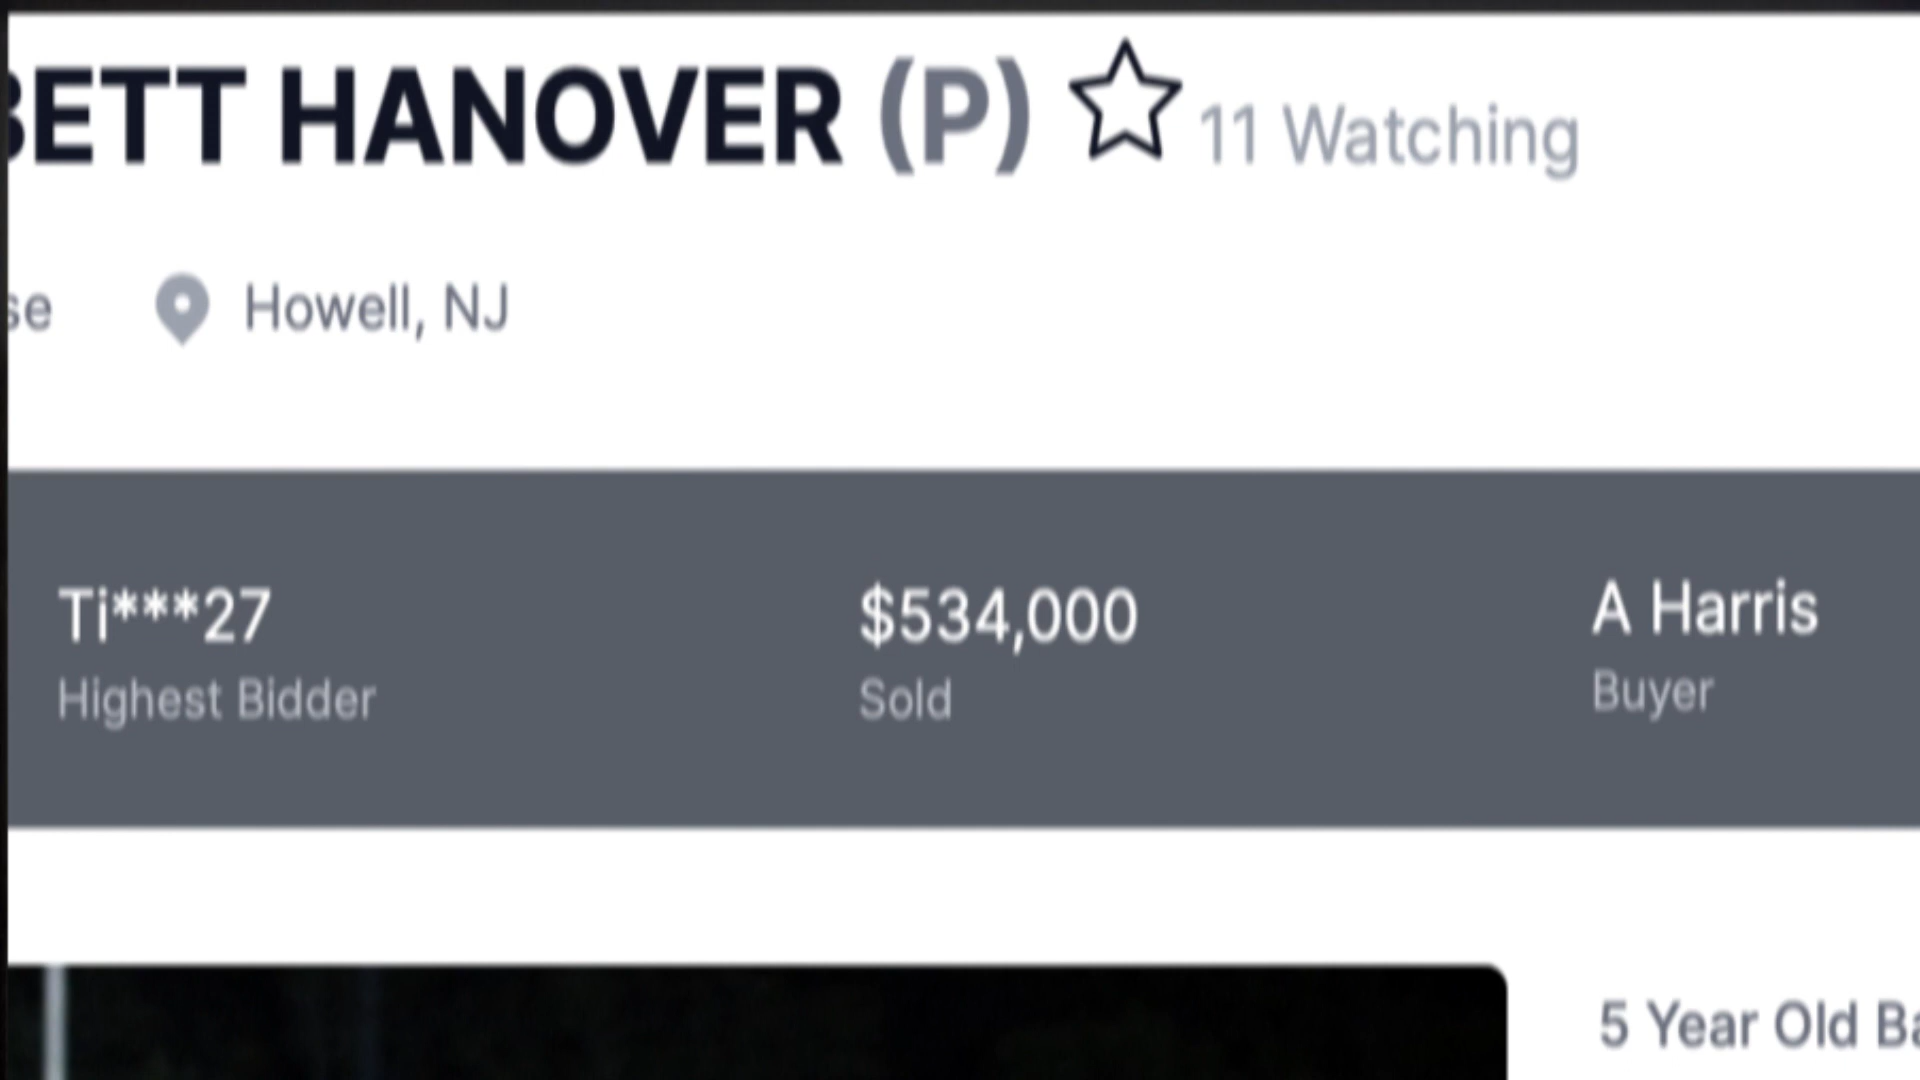 BETT HANOVER (P) 11 Watching
se Howell, NJ
Ti***27 $534,000 A Harris
Highest Bidder Sold Buyer
5 Year Old Ba